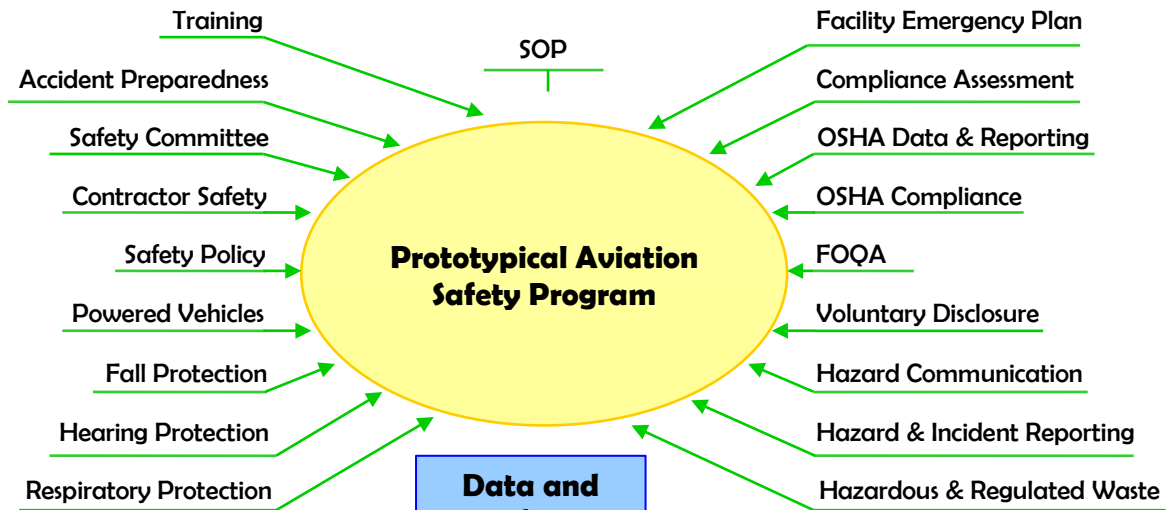 Training
Facility Emergency Plan
SOP
Accident Preparedness
Compliance Assessment
Safety Committee
OSHA Data & Reporting
Contractor Safety
OSHA Compliance
Safety Policy
Prototypical Aviation
Safety Program
FOQA
Powered Vehicles
Voluntary Disclosure
Fall Protection
Hazard Communication
Hearing Protection
Hazard & Incident Reporting
Respiratory Protection
Data and
Hazardous & Regulated Waste